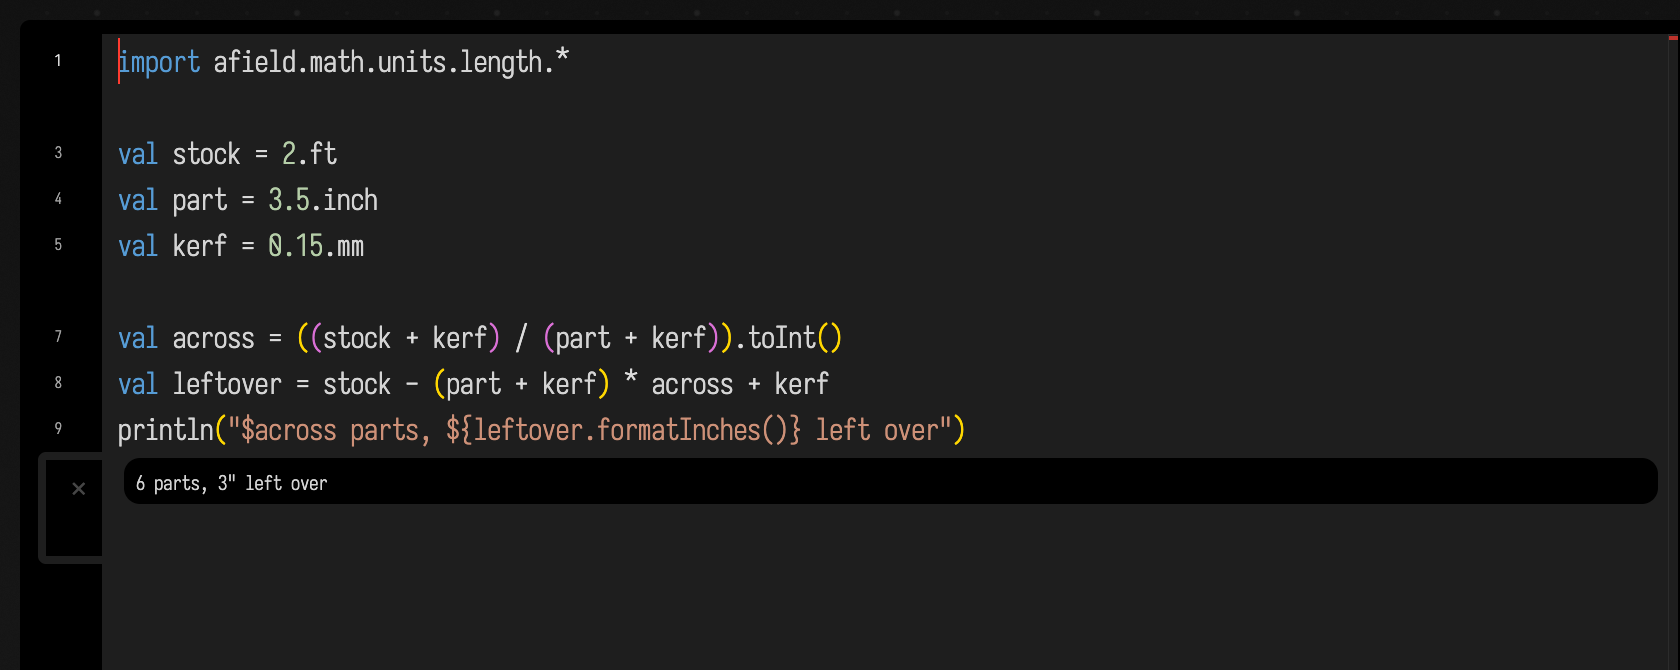 1 import afield.math.units.length.*
3 val stock = 2.ft
4 val part = 3.5.inch
5 val kerf = 0.15.mm
7 val across = ((stock + kerf) / (part + kerf)).toInt()
8 val leftover = stock - (part + kerf) * across + kerf
9 println("$across parts, ${leftover.formatInches()} left over")
× 6 parts, 3" left over